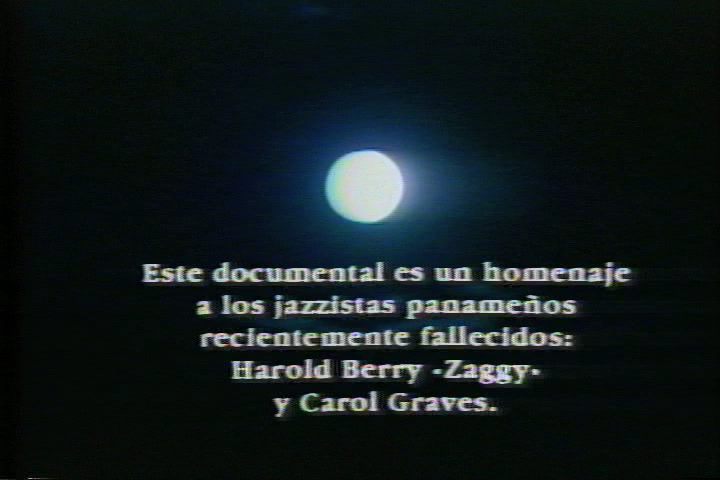 Este documental es un homenaje
a los jazzistas panameños
recientemente fallecidos:
Harold Berry -Zaggy-
y Carol Graves.